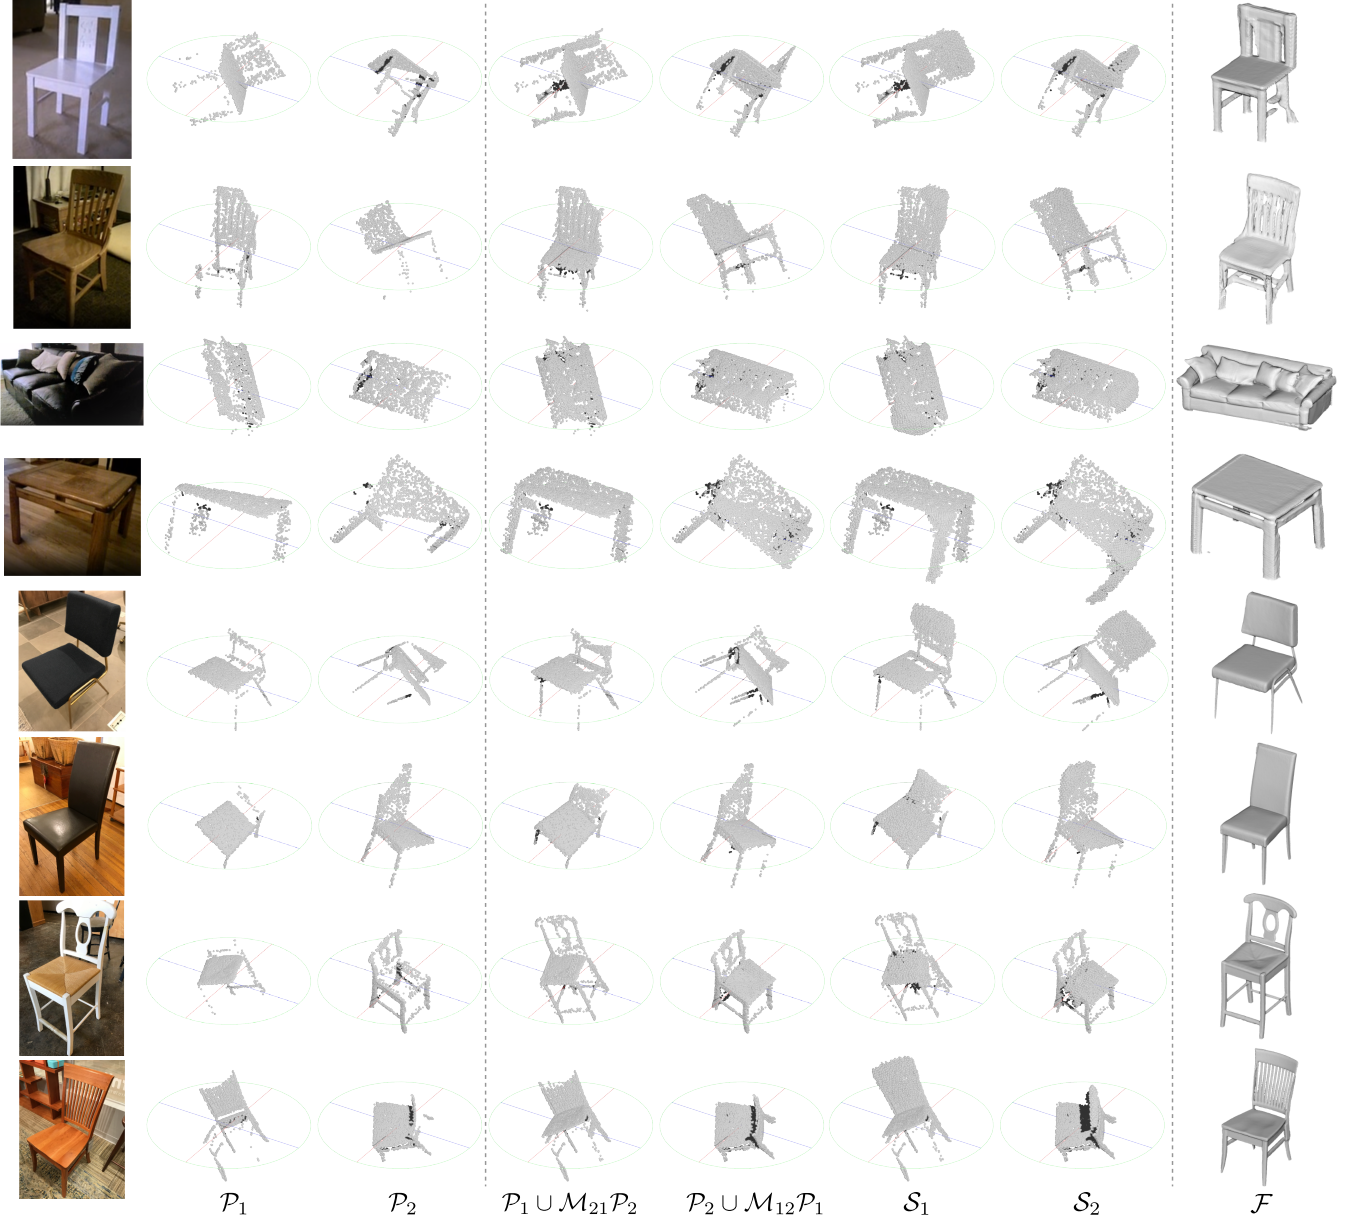 𝒫₁ 𝒫₂ 𝒫₁ ∪ ℳ₂₁𝒫₂ 𝒫₂ ∪ ℳ₁₂𝒫₁ 𝒮₁ 𝒮₂ ℱ